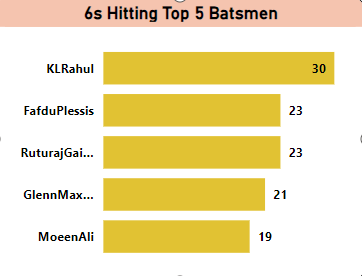 6s Hitting Top 5 Batsmen
KLRahul 30
FafduPlessis 23
RuturajGai... 23
GlennMax... 21
MoeenAli 19